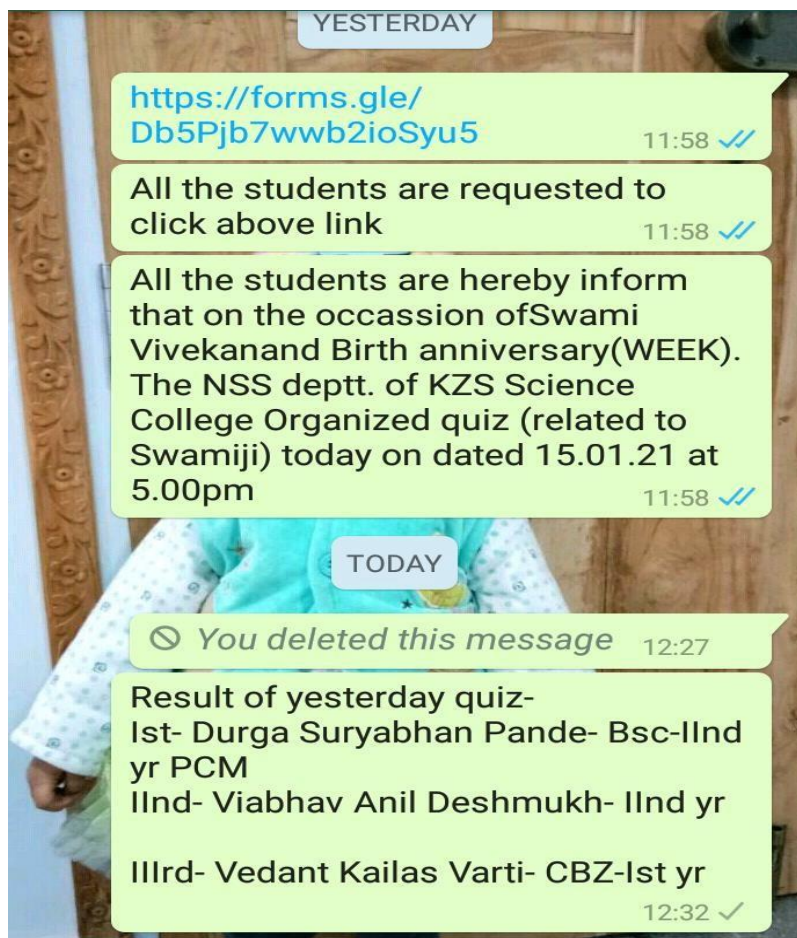 YESTERDAY
https://forms.gle/
Db5Pjb7wwb2ioSyu5
11:58
All the students are requested to
click above link
11:58
All the students are hereby inform
that on the occassion ofSwami
Vivekanand Birth anniversary(WEEK).
The NSS deptt. of KZS Science
College Organized quiz (related to
Swamiji) today on dated 15.01.21 at
5.00pm
11:58
TODAY
You deleted this message 12:27
Result of yesterday quiz-
Ist- Durga Suryabhan Pande- Bsc-IInd
yr PCM
IInd- Viabhav Anil Deshmukh- IInd yr
IIIrd- Vedant Kailas Varti- CBZ-Ist yr
12:32